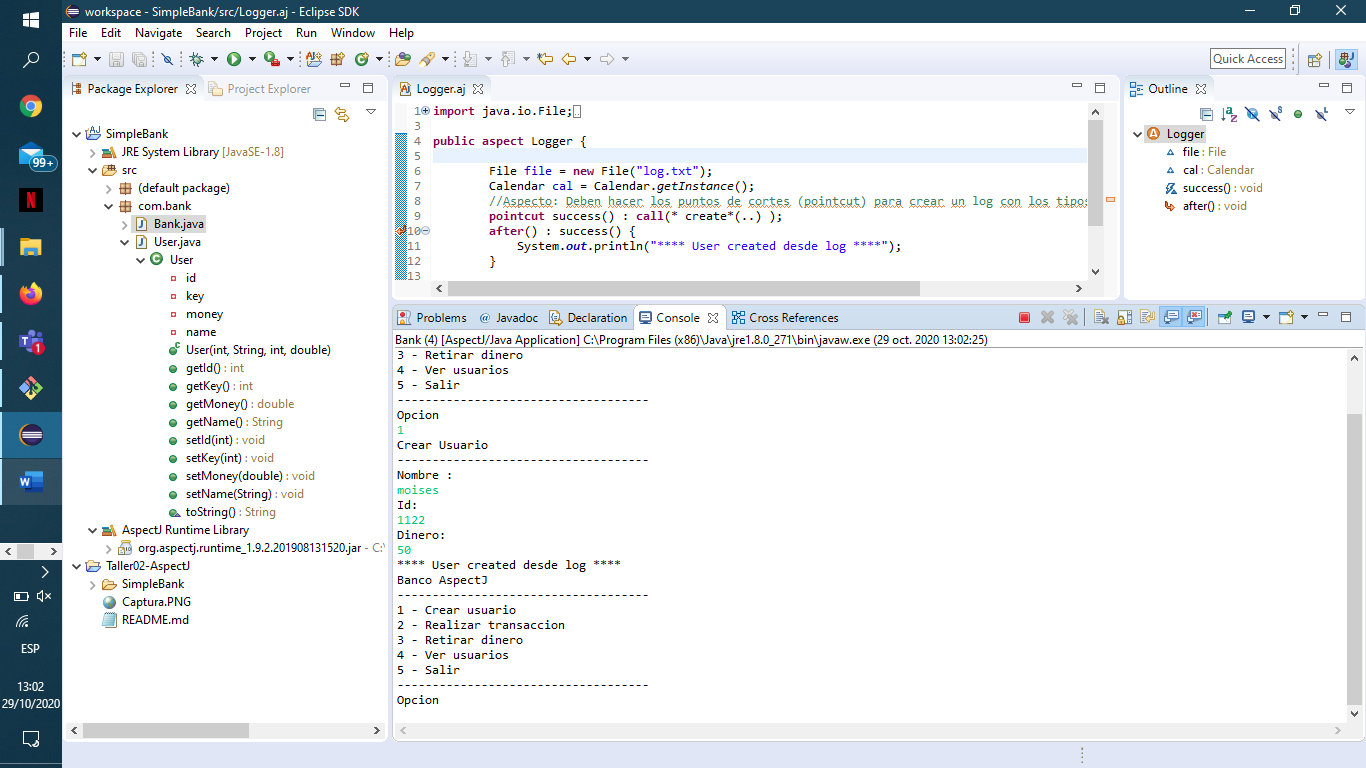 workspace - SimpleBank/src/Logger.aj - Eclipse SDK
File Edit Navigate Search Project Run Window Help
Quick Access
Package Explorer
Project Explorer
SimpleBank
JRE System Library [JavaSE-1.8]
src
(default package)
com.bank
Bank.java
User.java
User
id
key
money
name
User(int, String, int, double)
getId() : int
getKey() : int
getMoney() : double
getName() : String
setId(int) : void
setKey(int) : void
setMoney(double) : void
setName(String) : void
toString() : String
AspectJ Runtime Library
org.aspectj.runtime_1.9.2.201908131520.jar - C:\
Taller02-AspectJ
SimpleBank
Captura.PNG
README.md
Logger.aj
1 import java.io.File;
3
4 public aspect Logger {
5
6 File file = new File("log.txt");
7 Calendar cal = Calendar.getInstance();
8 //Aspecto: Deben hacer los puntos de cortes (pointcut) para crear un log con los tipos
9 pointcut success() : call(* create*(..) );
10 after() : success() {
11 System.out.println("**** User created desde log ****");
12 }
13
Outline
Logger
file : File
cal : Calendar
success() : void
after() : void
Problems @ Javadoc Declaration Console Cross References
Bank (4) [AspectJ/Java Application] C:\Program Files (x86)\Java\jre1.8.0_271\bin\javaw.exe (29 oct. 2020 13:02:25)
3 - Retirar dinero
4 - Ver usuarios
5 - Salir
------------------------------------
Opcion
1
Crear Usuario
------------------------------------
Nombre :
moises
Id:
1122
Dinero:
50
**** User created desde log ****
Banco AspectJ
------------------------------------
1 - Crear usuario
2 - Realizar transaccion
3 - Retirar dinero
4 - Ver usuarios
5 - Salir
------------------------------------
Opcion
99+
1
ESP
13:02
29/10/2020